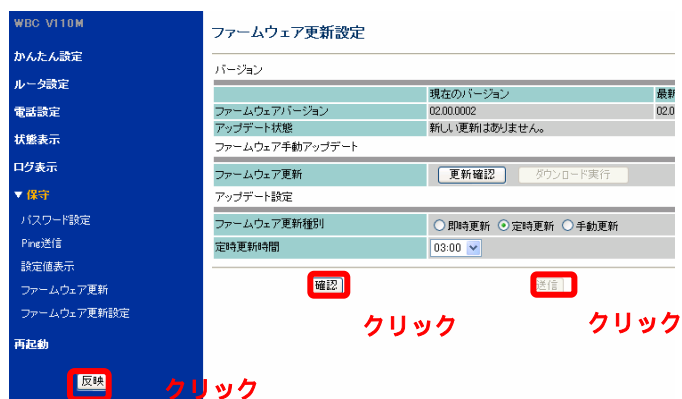 WBC V110M
かんたん設定
ルータ設定
電話設定
状態表示
ログ表示
▼保守
パスワード設定
Ping送信
設定値表示
ファームウェア更新
ファームウェア更新設定
再起動
反映
クリック
ファームウェア更新設定
バージョン
現在のバージョン 最新
ファームウェアバージョン 02.00.0002 02.0
アップデート状態 新しい更新はありません。
ファームウェア手動アップデート
ファームウェア更新 更新確認 ダウンロード実行
アップデート設定
ファームウェア更新種別 即時更新 定時更新 手動更新
定時更新時間 03:00
確認 送信
クリック クリック